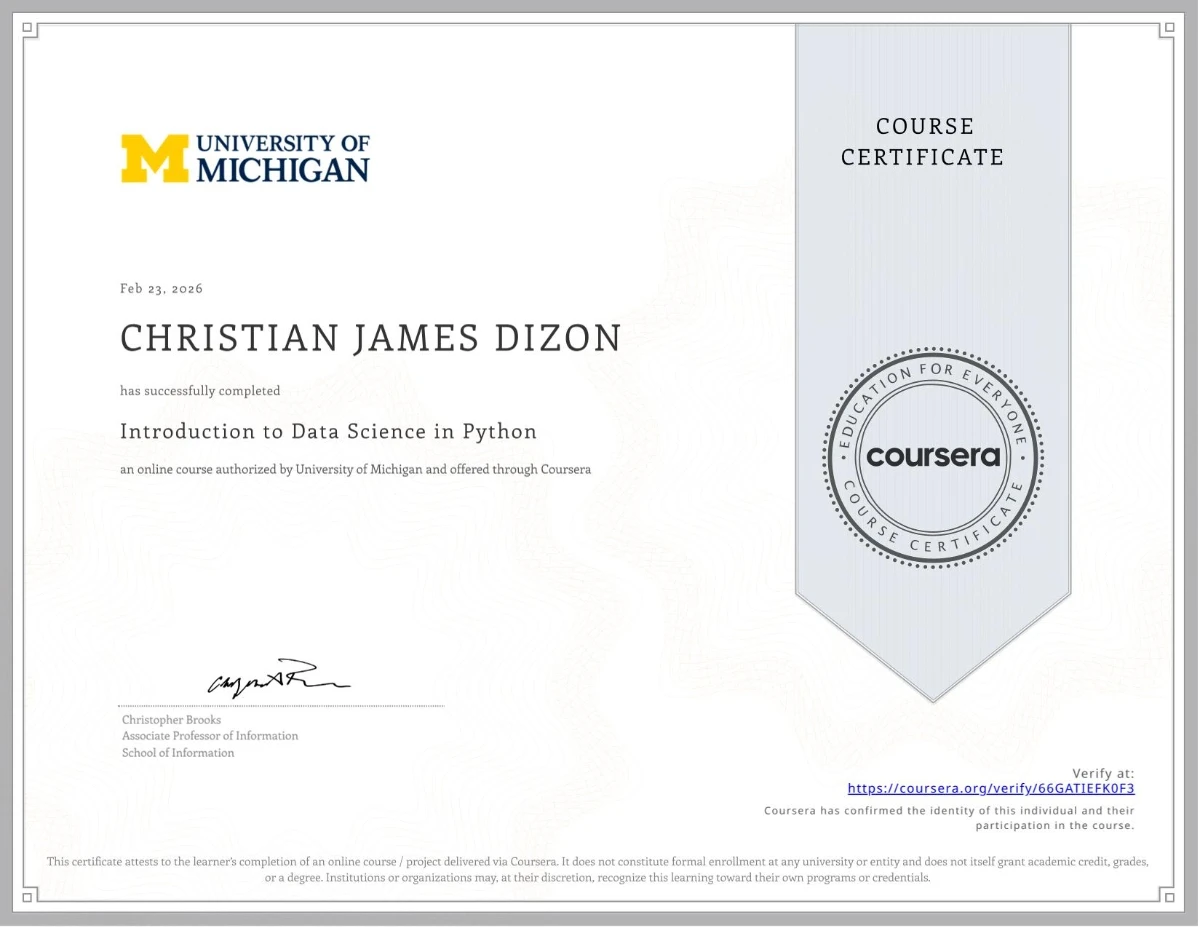 UNIVERSITY OF
MICHIGAN
COURSE
CERTIFICATE
Feb 23, 2026
CHRISTIAN JAMES DIZON
has successfully completed
Introduction to Data Science in Python
an online course authorized by University of Michigan and offered through Coursera
EDUCATION FOR EVERYONE
coursera
COURSE CERTIFICATE
Christopher Brooks
Associate Professor of Information
School of Information
Verify at:
https://coursera.org/verify/66GATIEFK0F3
Coursera has confirmed the identity of this individual and their
participation in the course.
This certificate attests to the learner's completion of an online course / project delivered via Coursera. It does not constitute formal enrollment at any university or entity and does not itself grant academic credit, grades,
or a degree. Institutions or organizations may, at their discretion, recognize this learning toward their own programs or credentials.